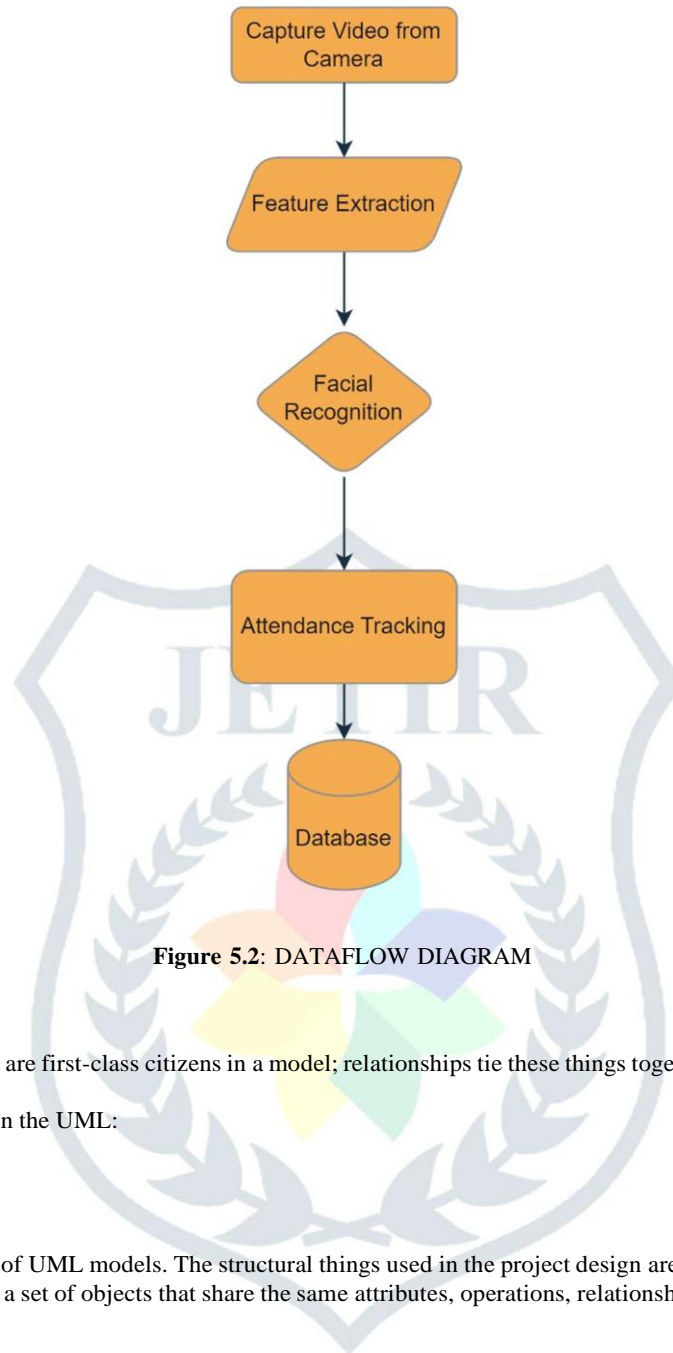 Capture Video from
Camera
Feature Extraction
Facial
Recognition
Attendance Tracking
JETIR
Database
Figure 5.2: DATAFLOW DIAGRAM
are first-class citizens in a model; relationships tie these things
n the UML:
of UML models. The structural things used in the project design are
a set of objects that share the same attributes, operations,